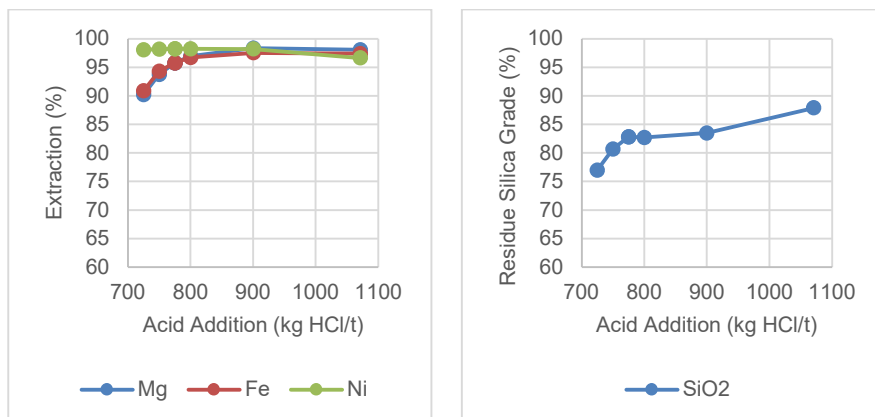 Extraction (%)
100
95
90
85
80
75
70
65
60
700 800 900 1000 1100
Acid Addition (kg HCl/t)
Mg Fe Ni
Residue Silica Grade (%)
100
95
90
85
80
75
70
65
60
700 800 900 1000 1100
Acid Addition (kg HCl/t)
SiO2